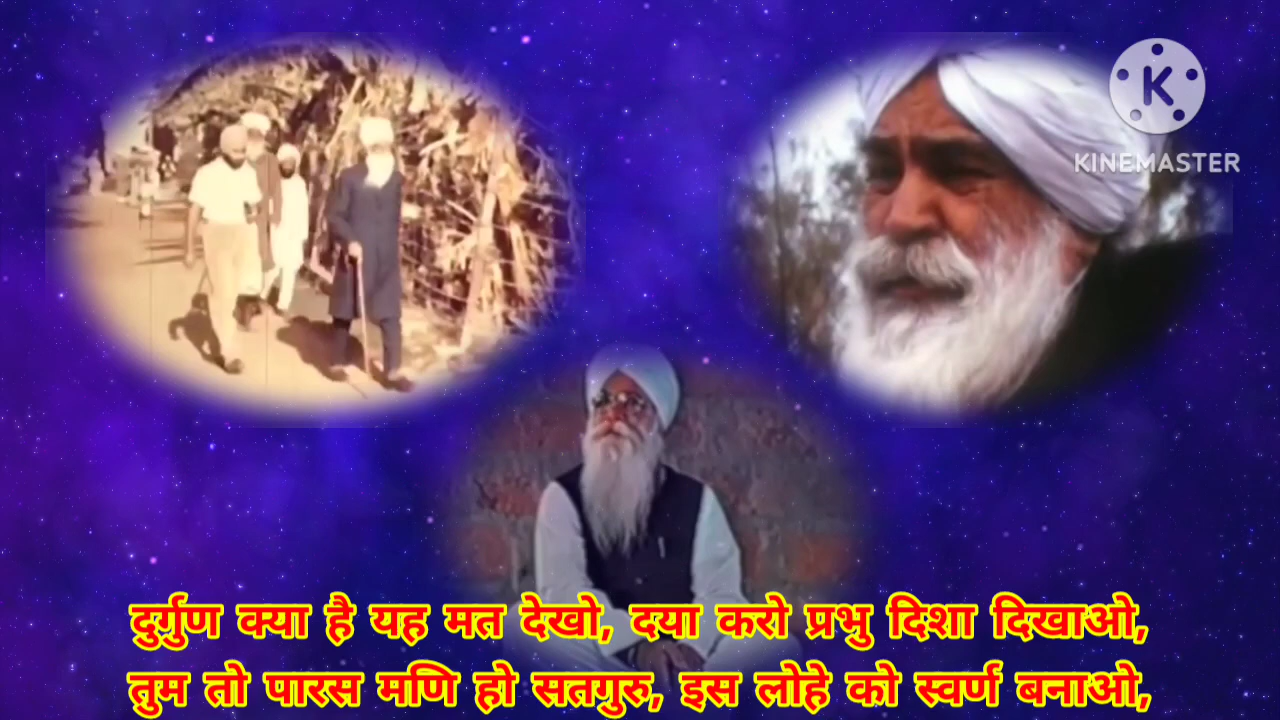 KINEMASTER
दुर्गुण क्या है यह मत देखो, दया करो प्रभु दिशा दिखाओ,
तुम तो पारस मणि हो सतगुरु, इस लोहे को स्वर्ण बनाओ,